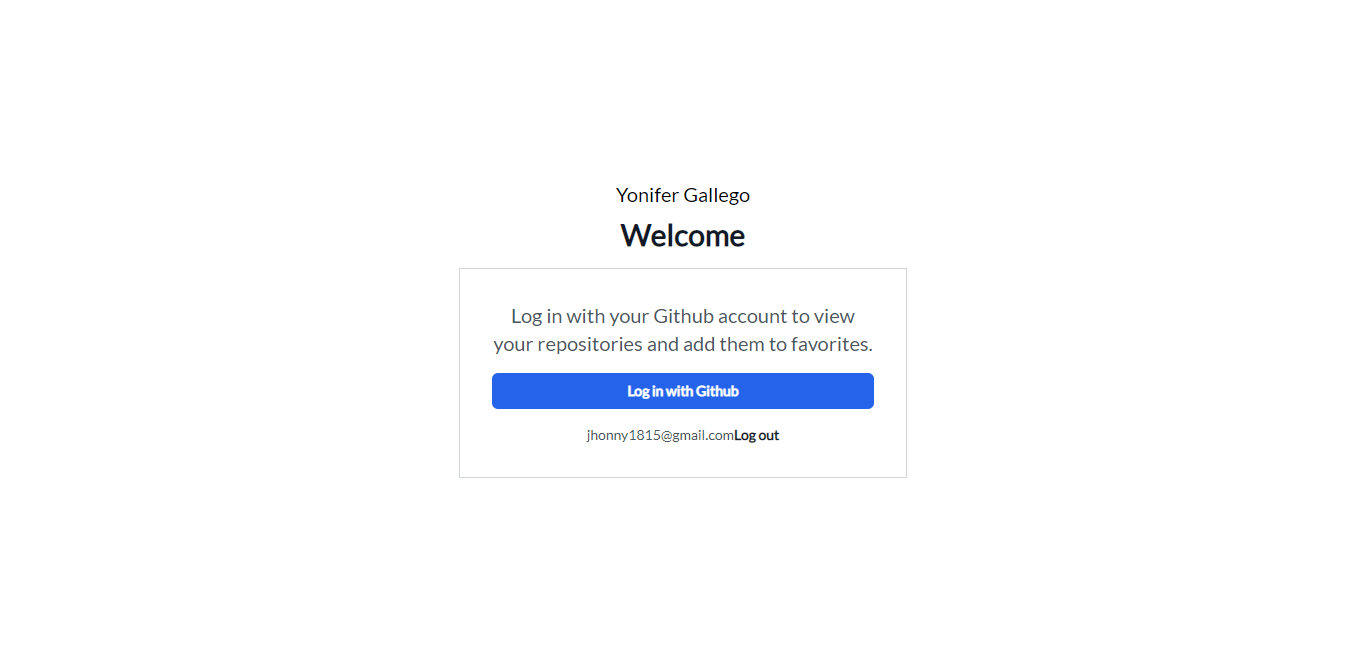 Yonifer Gallego
Welcome
Log in with your Github account to view
your repositories and add them to favorites.
Log in with Github
jhonny1815@gmail.comLog out